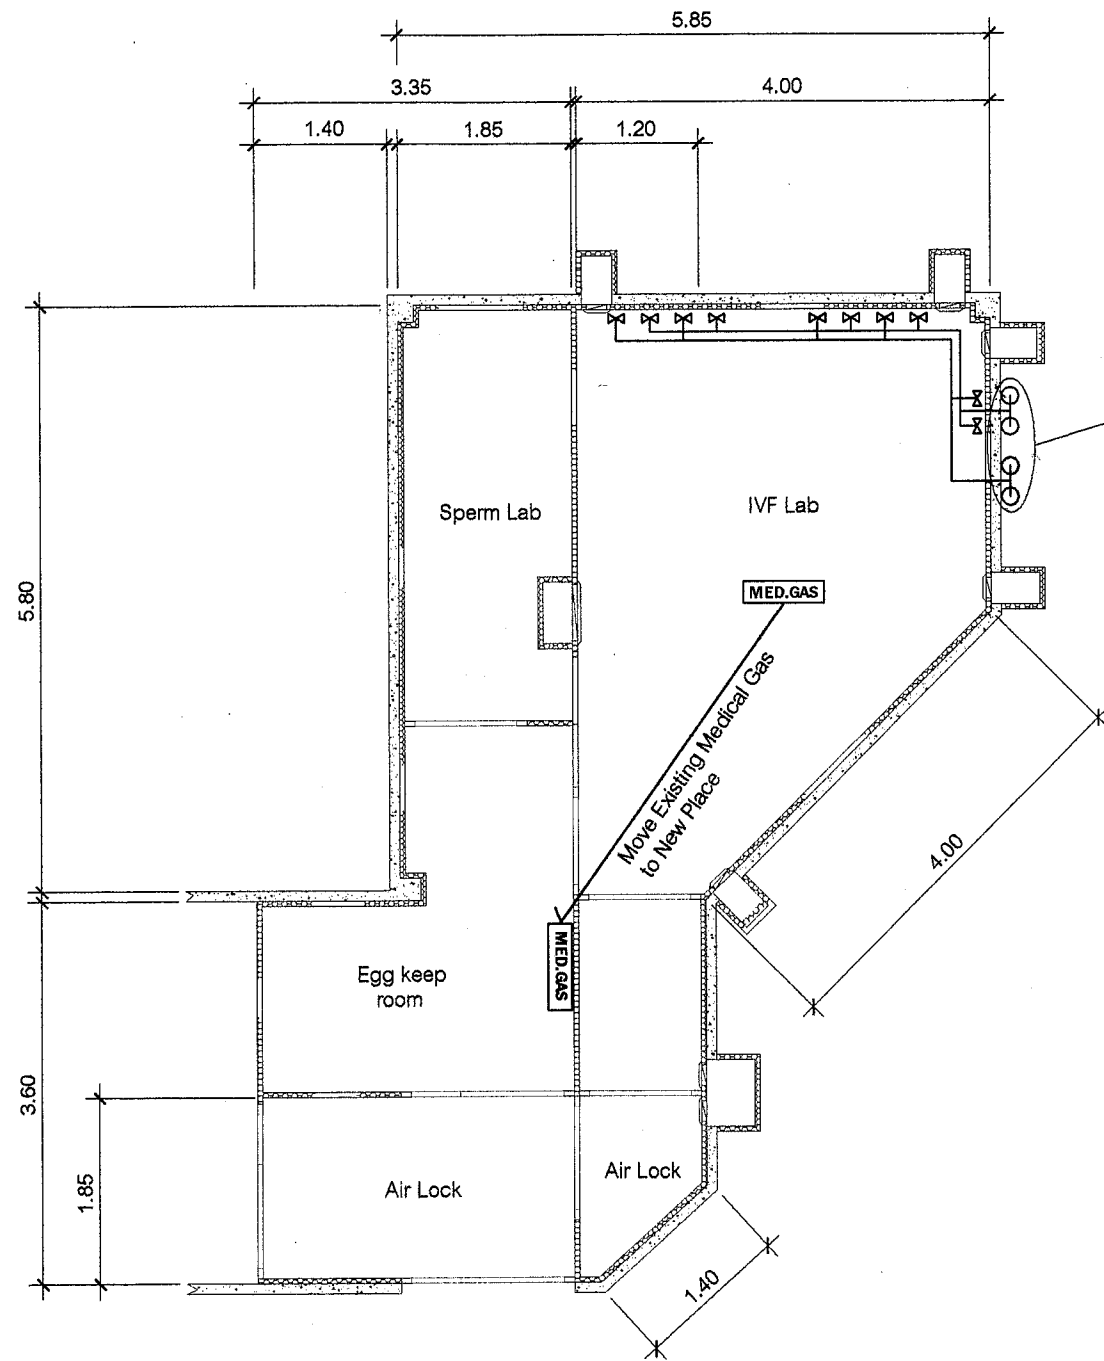 5.85
3.35
4.00
1.40
1.85
1.20
5.80
Sperm Lab
IVF Lab
MED.GAS
Move Existing Medical Gas
to New Place
4.00
MED.GAS
Egg keep
room
3.60
1.85
Air Lock
Air Lock
1.40